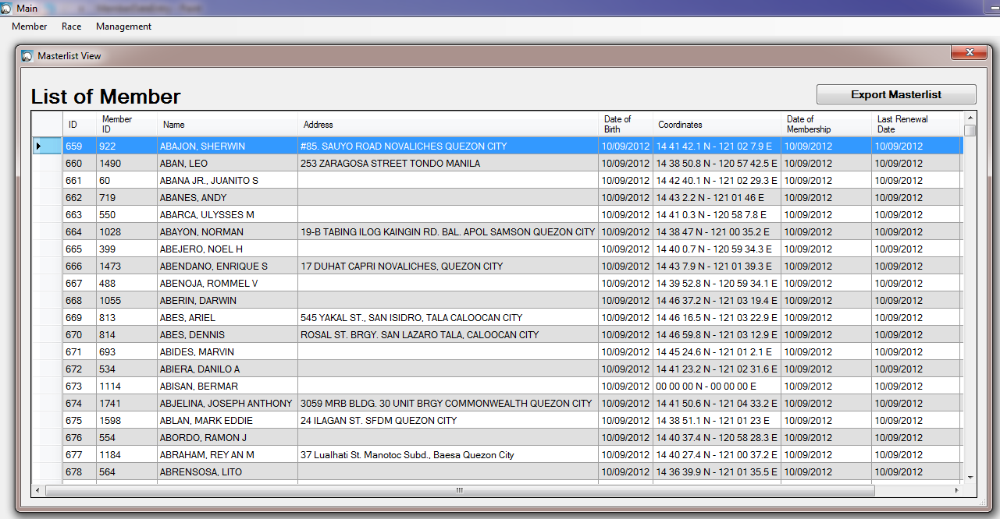 Main
Member Race Management
Masterlist View
List of Member
Export Masterlist
ID Member ID Name Address Date of Birth Coordinates Date of Membership Last Renewal Date
659 922 ABAJON, SHERWIN #85. SAUYO ROAD NOVALICHES QUEZON CITY 10/09/2012 14 41 42.1 N - 121 02 7.9 E 10/09/2012 10/09/2012
660 1490 ABAN, LEO 253 ZARAGOSA STREET TONDO MANILA 10/09/2012 14 38 50.8 N - 120 57 42.5 E 10/09/2012 10/09/2012
661 60 ABANA JR., JUANITO S 10/09/2012 14 42 40.1 N - 121 02 29.3 E 10/09/2012 10/09/2012
662 719 ABANES, ANDY 10/09/2012 14 43 2.2 N - 121 01 46 E 10/09/2012 10/09/2012
663 550 ABARCA, ULYSSES M 10/09/2012 14 41 0.3 N - 120 58 7.8 E 10/09/2012 10/09/2012
664 1028 ABAYON, NORMAN 19-B TABING ILOG KAINGIN RD. BAL. APOL SAMSON QUEZON CITY 10/09/2012 14 38 47 N - 121 00 35.2 E 10/09/2012 10/09/2012
665 399 ABEJERO, NOEL H 10/09/2012 14 40 0.7 N - 120 59 34.3 E 10/09/2012 10/09/2012
666 1473 ABENDANO, ENRIQUE S 17 DUHAT CAPRI NOVALICHES, QUEZON CITY 10/09/2012 14 43 7.9 N - 121 01 39.3 E 10/09/2012 10/09/2012
667 488 ABENOJA, ROMMEL V 10/09/2012 14 39 52.8 N - 120 59 34.1 E 10/09/2012 10/09/2012
668 1055 ABERIN, DARWIN 10/09/2012 14 46 37.2 N - 121 03 19.4 E 10/09/2012 10/09/2012
669 813 ABES, ARIEL 545 YAKAL ST., SAN ISIDRO, TALA CALOOCAN CITY 10/09/2012 14 46 16.5 N - 121 03 22.9 E 10/09/2012 10/09/2012
670 814 ABES, DENNIS ROSAL ST. BRGY. SAN LAZARO TALA, CALOOCAN CITY 10/09/2012 14 46 59.8 N - 121 03 12.9 E 10/09/2012 10/09/2012
671 693 ABIDES, MARVIN 10/09/2012 14 45 24.6 N - 121 01 2.1 E 10/09/2012 10/09/2012
672 534 ABIERA, DANILO A 10/09/2012 14 41 23.2 N - 121 02 31.6 E 10/09/2012 10/09/2012
673 1114 ABISAN, BERMAR 10/09/2012 00 00 00 N - 00 00 00 E 10/09/2012 10/09/2012
674 1741 ABJELINA, JOSEPH ANTHONY 3059 MRB BLDG. 30 UNIT BRGY COMMONWEALTH QUEZON CITY 10/09/2012 14 41 50.6 N - 121 04 33.2 E 10/09/2012 10/09/2012
675 1598 ABLAN, MARK EDDIE 24 ILAGAN ST. SFDM QUEZON CITY 10/09/2012 14 38 51.1 N - 121 01 23 E 10/09/2012 10/09/2012
676 554 ABORDO, RAMON J 10/09/2012 14 40 37.4 N - 120 58 28.3 E 10/09/2012 10/09/2012
677 1184 ABRAHAM, REY AN M 37 Lualhati St. Manotoc Subd., Baesa Quezon City 10/09/2012 14 40 27.4 N - 121 00 37.2 E 10/09/2012 10/09/2012
678 564 ABRENSOSA, LITO 10/09/2012 14 36 39.9 N - 121 01 35.5 E 10/09/2012 10/09/2012